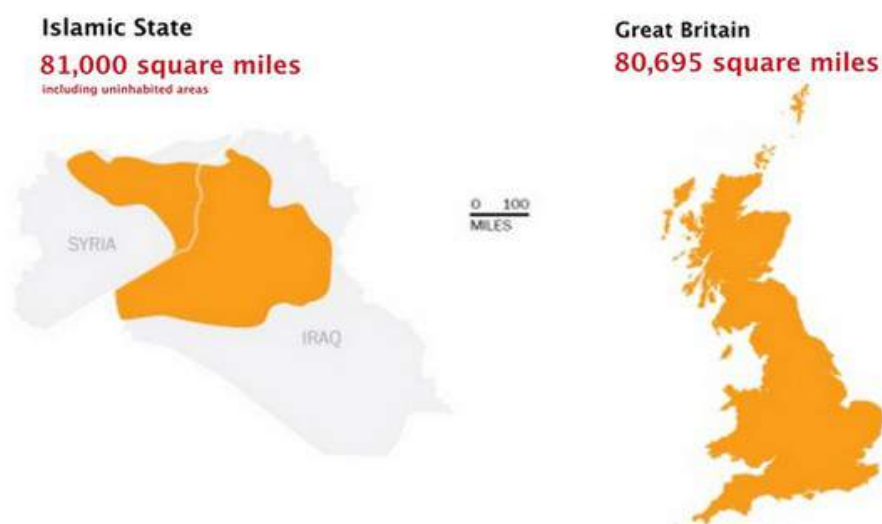 Islamic State
81,000 square miles
including uninhabited areas
Great Britain
80,695 square miles
0 100
MILES
SYRIA
IRAQ